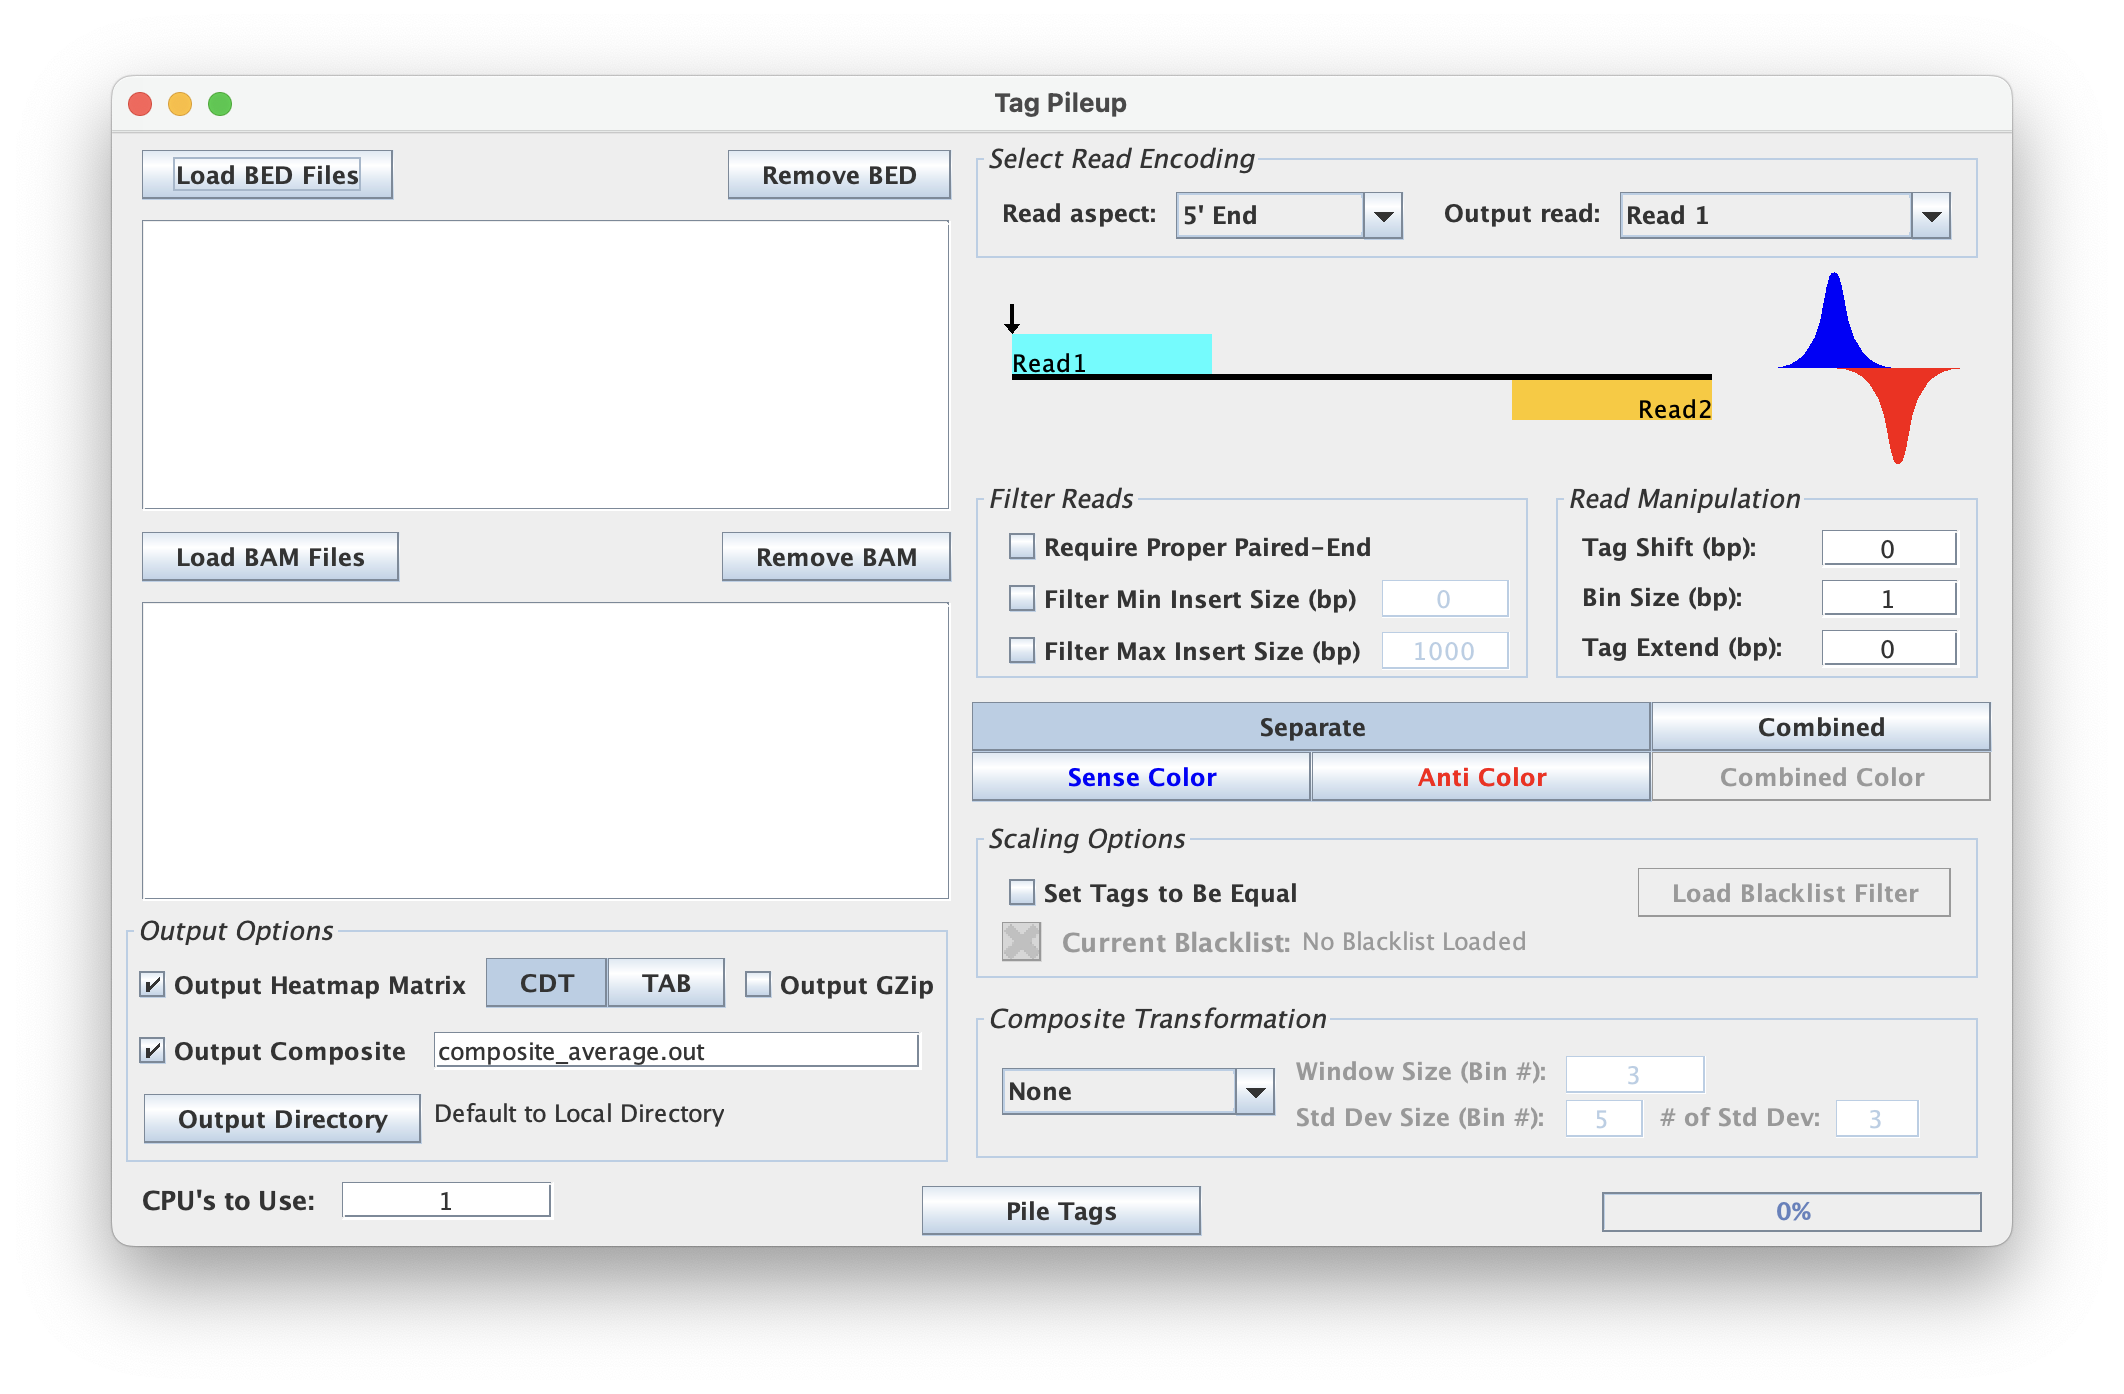 Tag Pileup
Load BED Files
Remove BED
Load BAM Files
Remove BAM
Output Options
Output Heatmap Matrix
CDT
TAB
Output GZip
Output Composite
composite_average.out
Output Directory
Default to Local Directory
CPU's to Use:
1
Select Read Encoding
Read aspect:
5' End
Output read:
Read 1
Read1
Read2
Filter Reads
Require Proper Paired-End
Filter Min Insert Size (bp)
0
Filter Max Insert Size (bp)
1000
Read Manipulation
Tag Shift (bp):
0
Bin Size (bp):
1
Tag Extend (bp):
0
Separate
Combined
Sense Color
Anti Color
Combined Color
Scaling Options
Set Tags to Be Equal
Load Blacklist Filter
Current Blacklist:
No Blacklist Loaded
Composite Transformation
None
Window Size (Bin #):
3
Std Dev Size (Bin #):
5
# of Std Dev:
3
Pile Tags
0%